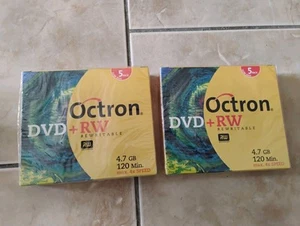 5
Octron
DVD+RW
REWRITABLE
4.7 GB
120 Min.
5
Octron
DVD+RW
REWRITABLE
4.7 GB
120 Min.